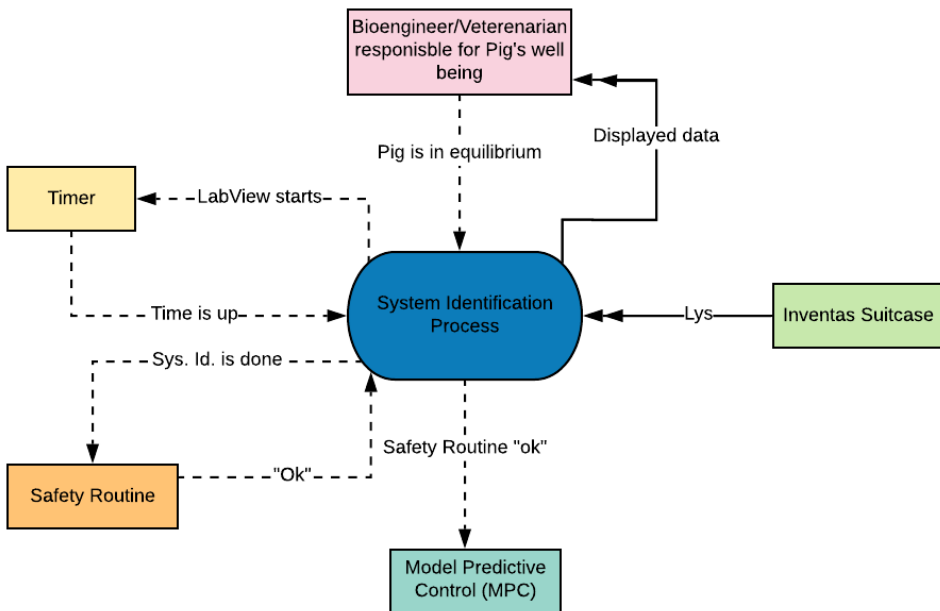 Bioengineer/Veterenarian
responisble for Pig's well
being
Displayed data
Pig is in equilibrium
Timer
LabView starts
System Identification
Process
Time is up
Lys
Inventas Suitcase
Sys. Id. is done
Safety Routine "ok"
"Ok"
Safety Routine
Model Predictive
Control (MPC)